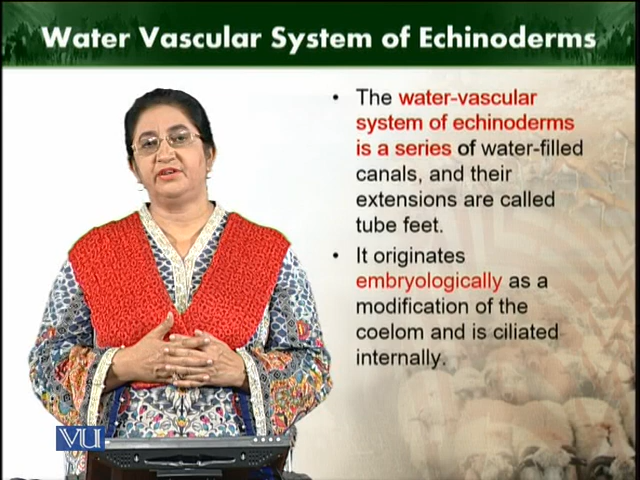 Water Vascular System of Echinoderms
• The water-vascular
system of echinoderms
is a series of water-filled
canals, and their
extensions are called
tube feet.
• It originates
embryologically as a
modification of the
coelom and is ciliated
internally.
VU